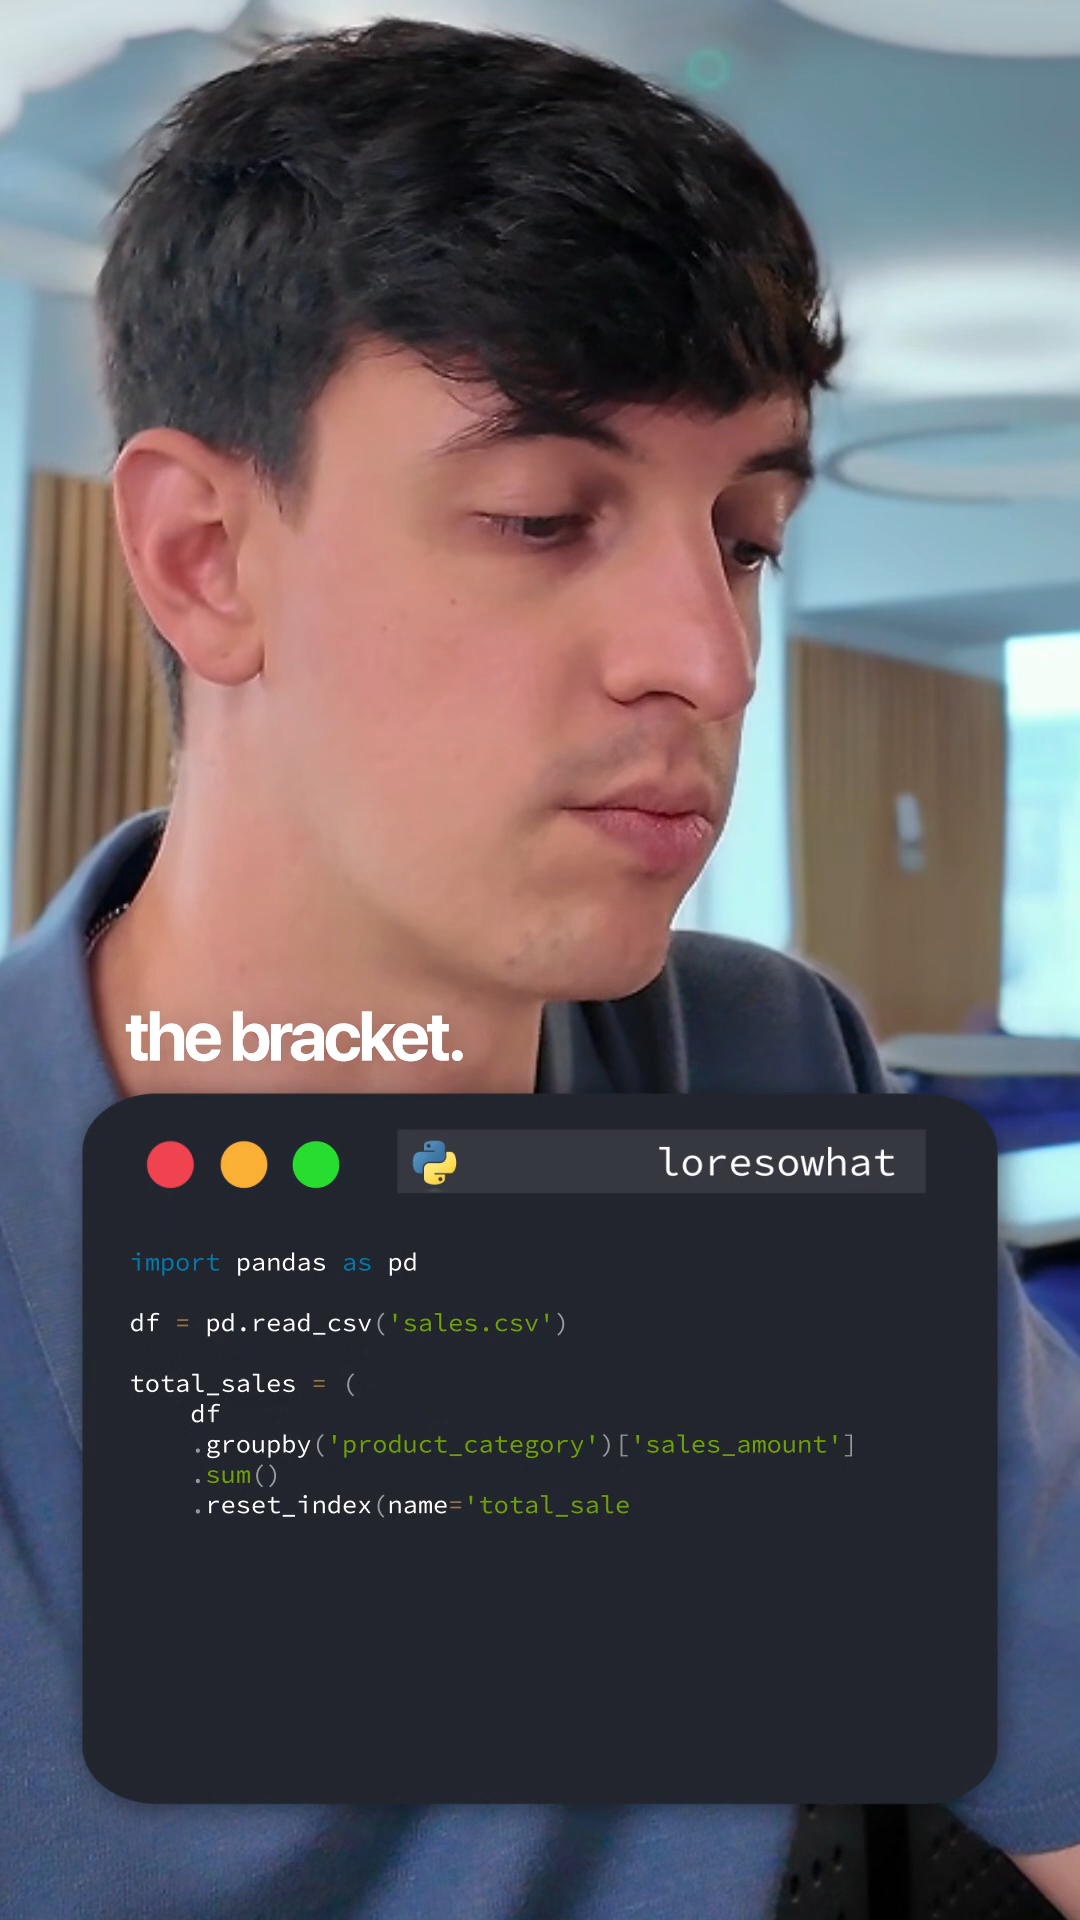 the bracket.
loresowhat
import pandas as pd
df = pd.read_csv('sales.csv')
total_sales = (
    df
    .groupby('product_category')['sales_amount']
    .sum()
    .reset_index(name='total_sale